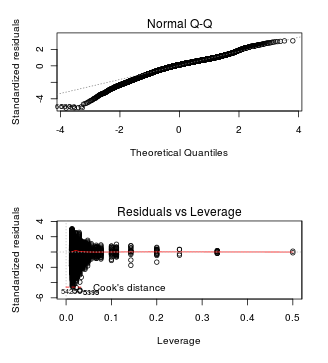 Normal Q-Q
Standardized residuals
2
0
-4
-4
-2
0
2
4
Theoretical Quantiles
Residuals vs Leverage
Standardized residuals
4
2
-2
-6
Cook's distance
0.0
0.1
0.2
0.3
0.4
0.5
Leverage